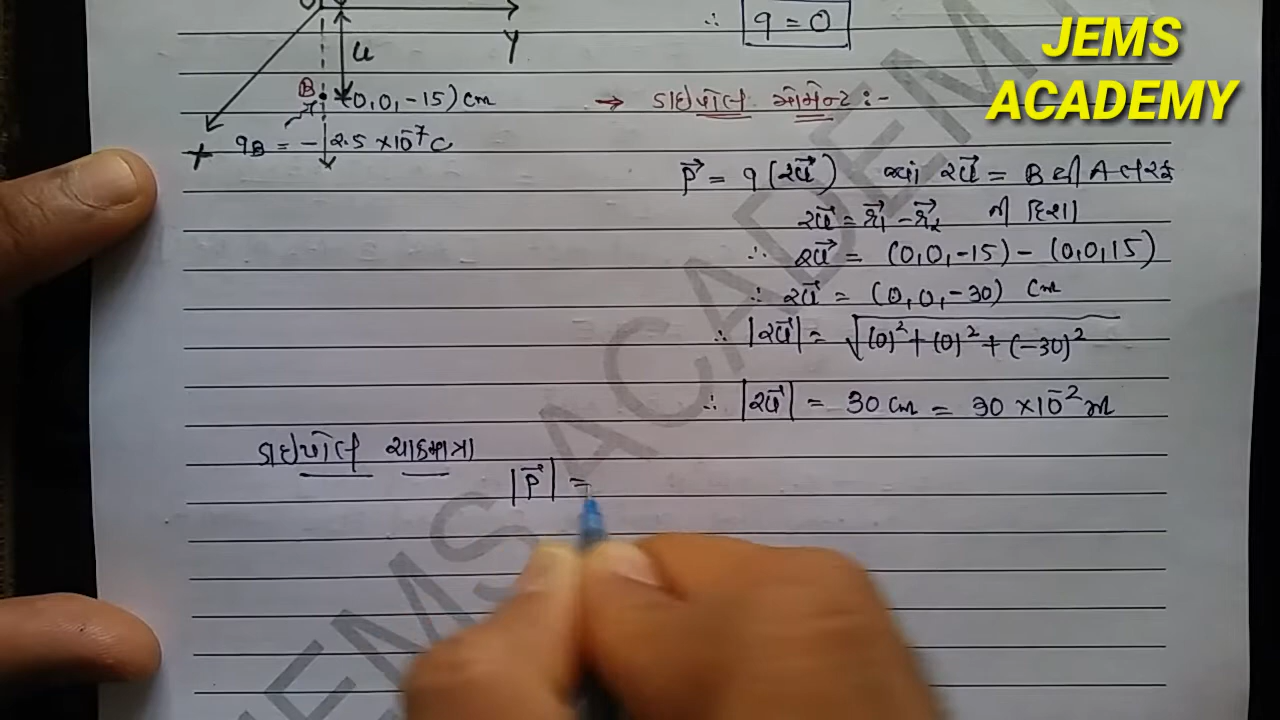 ∴ q = 0
JEMS ACADEMY
Y
a
B
(0,0,-15) cm
→ ડાઇપોલ મોમેન્ટ :-
qB = -2.5 × 10⁻⁷ C
P⃗ = q (2a⃗) જ્યાં 2a⃗ = B થી A તરફ
ની દિશા
2a⃗ = r⃗₁ - r⃗₂
∴ 2a⃗ = (0,0,-15) - (0,0,15)
∴ 2a⃗ = (0,0,-30) cm
∴ |2a⃗| = √(0)² + (0)² + (-30)²
∴ |2a⃗| = 30 cm = 30 × 10⁻² m
ડાઇપોલ ચાકમાત્રા
|P⃗| =
JEMS ACADEMY